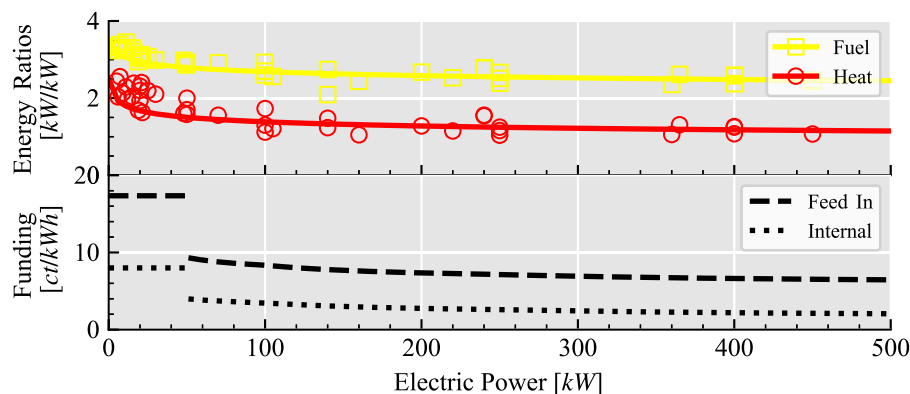 4
2
20
10
0
Energy Ratios
[kW/kW]
Funding
[ct/kWh]
Fuel
Heat
Feed In
Internal
0 100 200 300 400 500
Electric Power [kW]